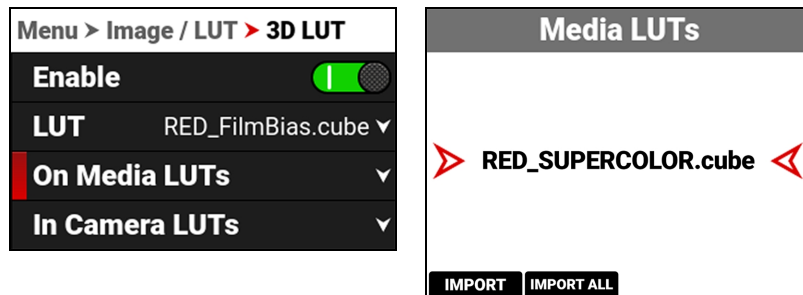 Menu > Image / LUT > 3D LUT
Enable
LUT RED_FilmBias.cube
On Media LUTs
In Camera LUTs
Media LUTs
RED_SUPERCOLOR.cube
IMPORT IMPORT ALL